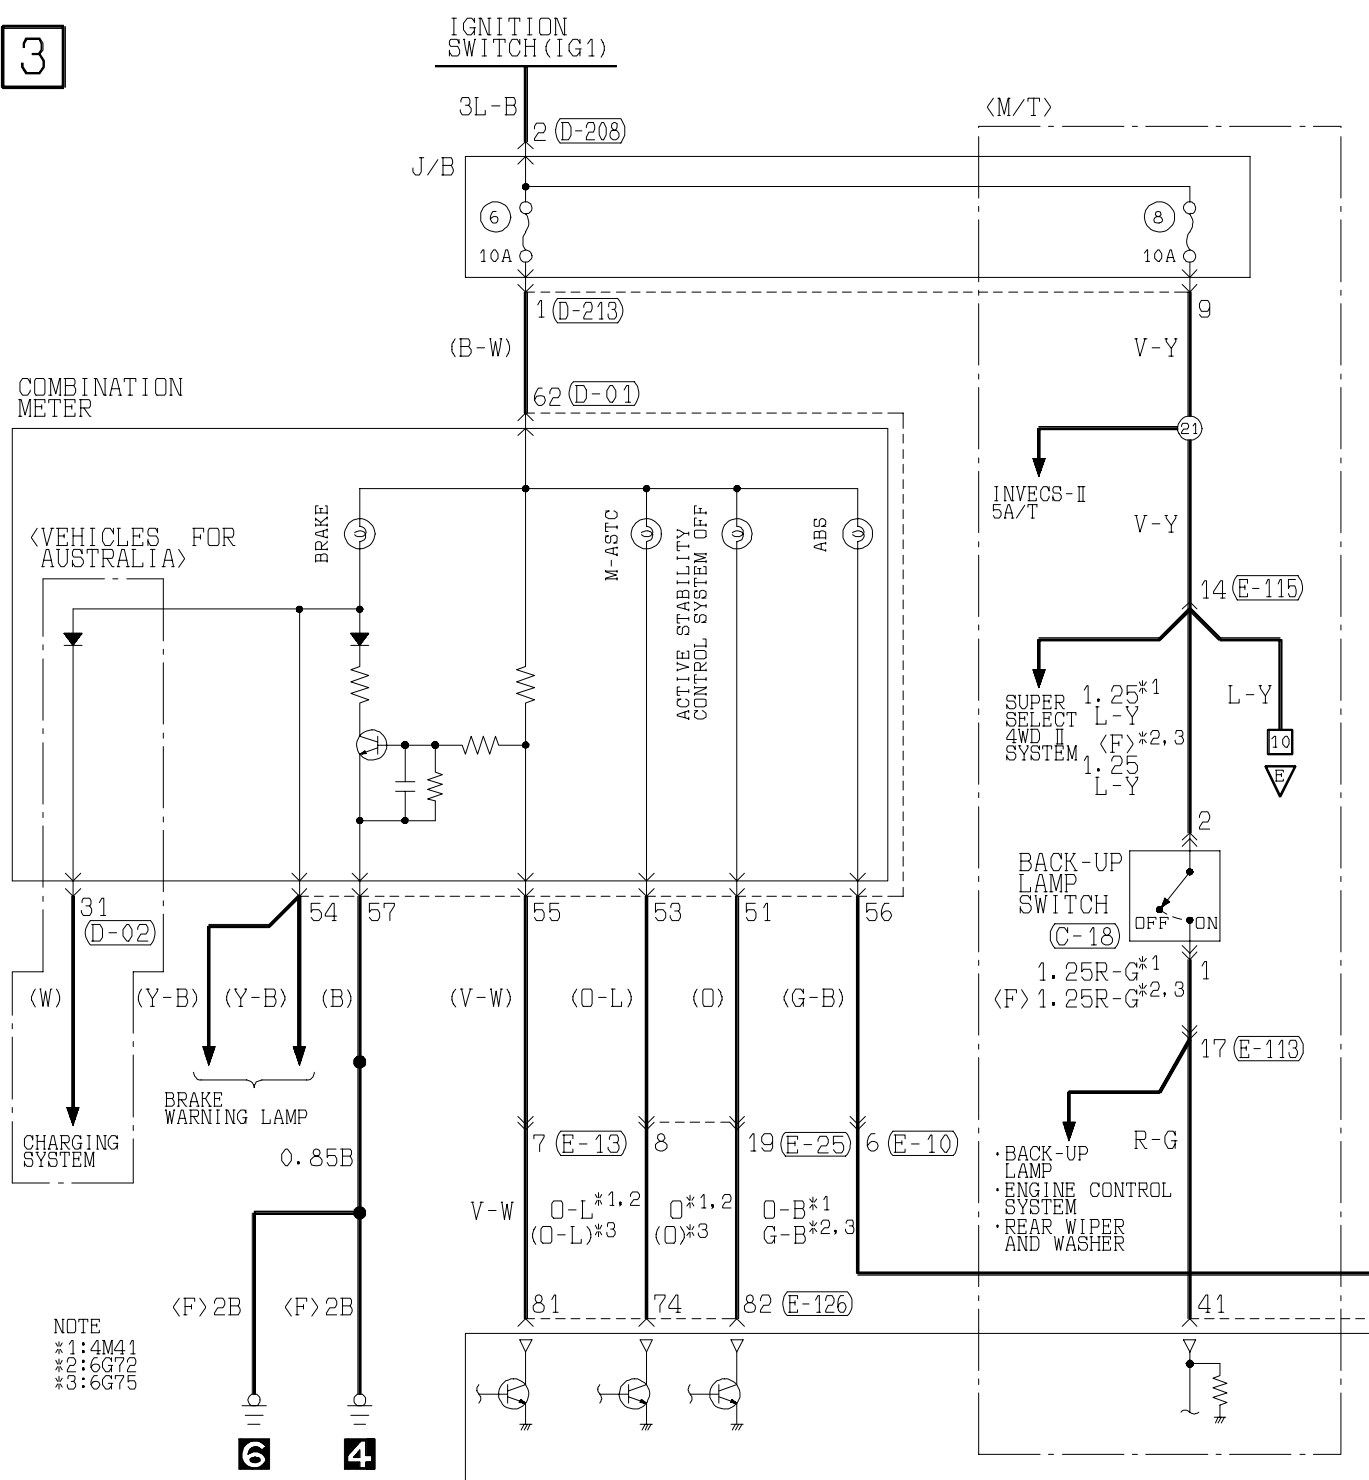 3
IGNITION
SWITCH(IG1)
3L-B
2 (D-208)
<M/T>
J/B
6
10A
8
10A
1 (D-213)
9
(B-W)
V-Y
62 (D-01)
COMBINATION
METER
21
INVECS-Ⅱ
5A/T
V-Y
<VEHICLES FOR
AUSTRALIA>
BRAKE
M-ASTC
ACTIVE STABILITY
CONTROL SYSTEM OFF
ABS
14 (E-115)
SUPER
SELECT
4WD Ⅱ
SYSTEM
1.25*1
L-Y
<F>*2,3
1.25
L-Y
L-Y
10
E
2
BACK-UP
LAMP
SWITCH
OFF
ON
(C-18)
31
(D-02)
54
57
55
53
51
56
1.25R-G*1
<F>1.25R-G*2,3
1
(W)
(Y-B)
(Y-B)
(B)
(V-W)
(O-L)
(O)
(G-B)
17 (E-113)
BRAKE
WARNING LAMP
CHARGING
SYSTEM
0.85B
7 (E-13)
8
19 (E-25)
6 (E-10)
R-G
·BACK-UP
LAMP
·ENGINE CONTROL
SYSTEM
·REAR WIPER
AND WASHER
V-W
O-L*1,2
(O-L)*3
O*1,2
(O)*3
O-B*1
G-B*2,3
<F>2B
<F>2B
81
74
82 (E-126)
41
NOTE
*1:4M41
*2:6G72
*3:6G75
6
4